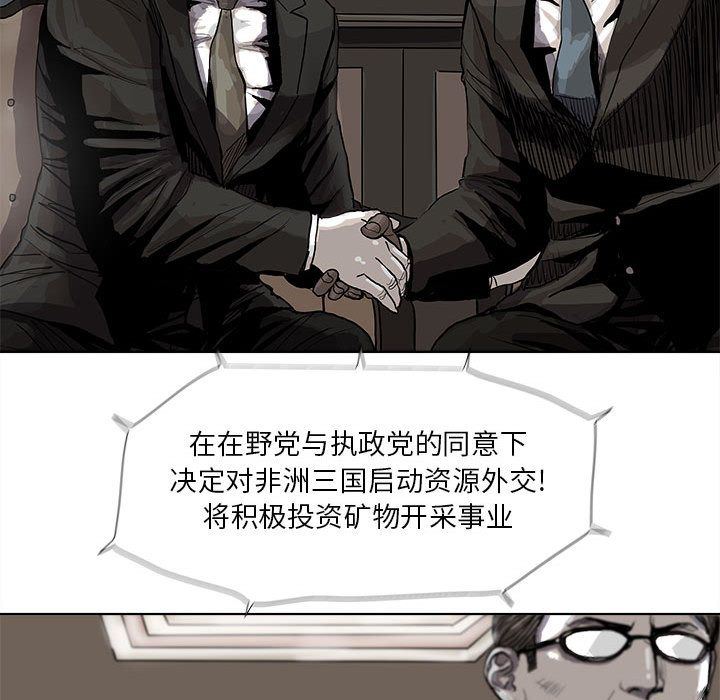 在在野党与执政党的同意下
决定对非洲三国启动资源外交!
将积极投资矿物开采事业